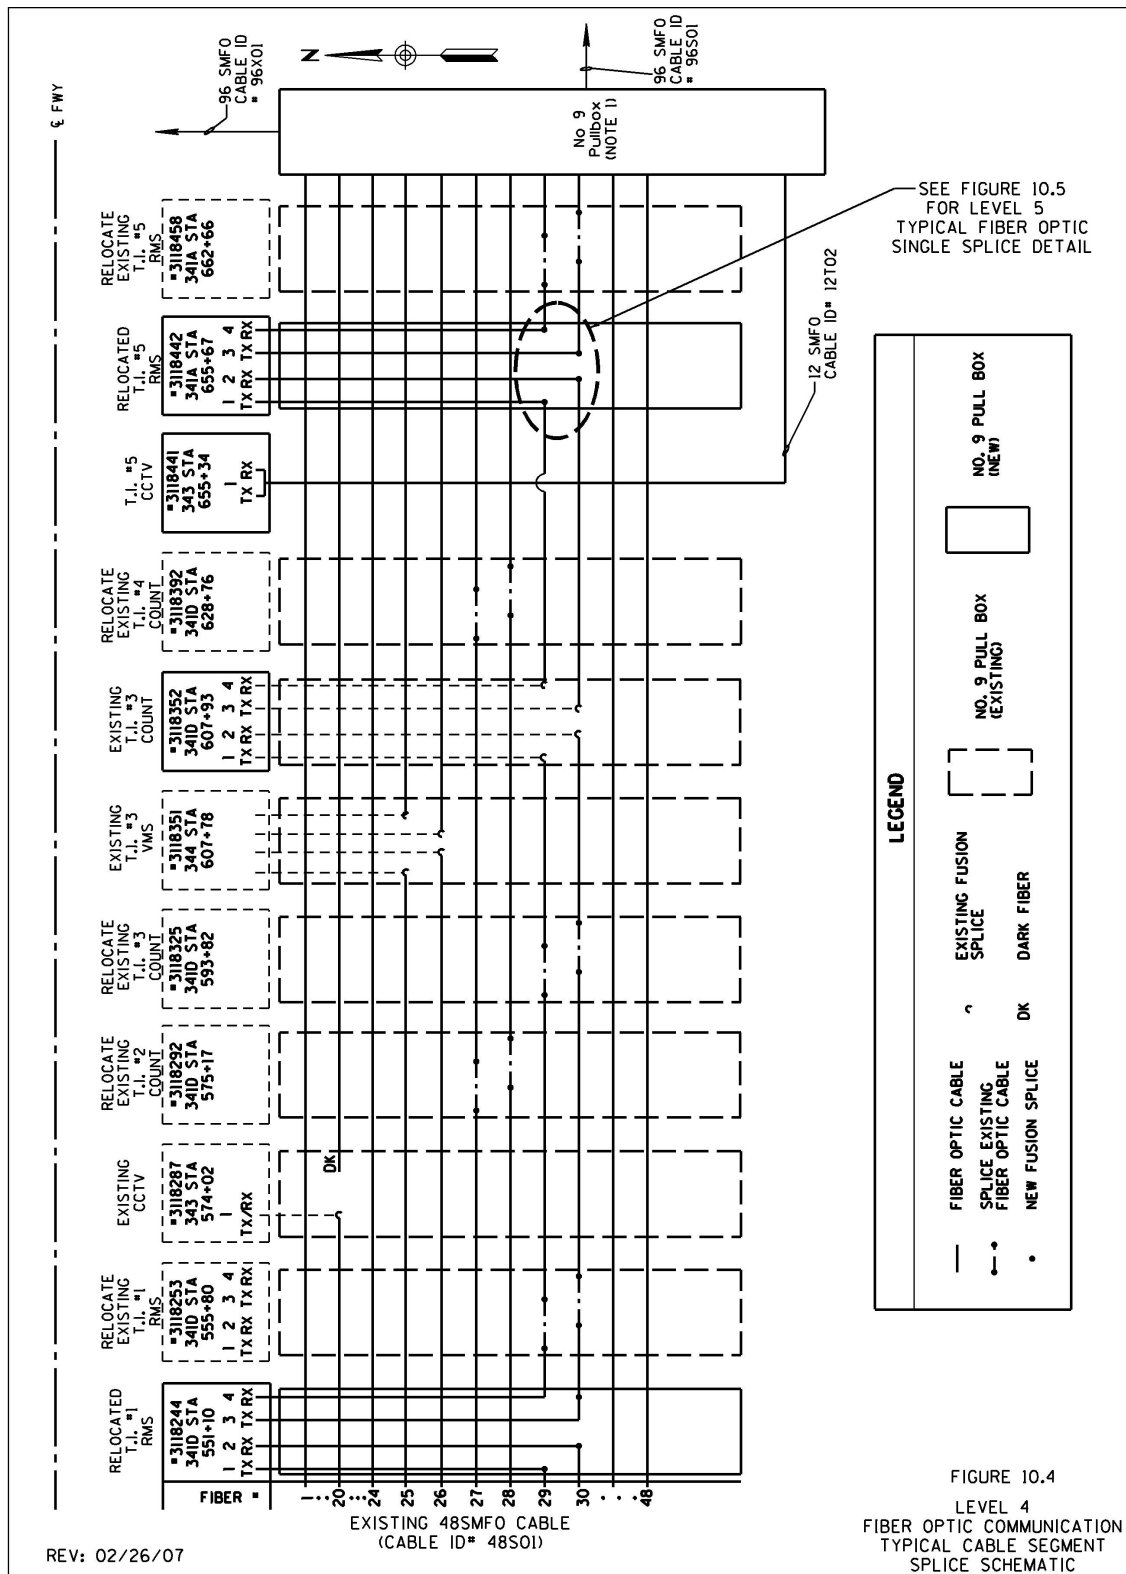 ℄ FWY
96 SMFO
CABLE ID
# 96X01
N
96 SMFO
CABLE ID
# 96S01
No 9
Pullbox
(NOTE 1)
SEE FIGURE 10.5
FOR LEVEL 5
TYPICAL FIBER OPTIC
SINGLE SPLICE DETAIL
12 SMFO
CABLE ID# 12T02
RELOCATE
EXISTING
T.I. #5
RMS
#3118458
341A STA
662+66
RELOCATED
T.I. #5
RMS
#3118442
341A STA
655+67
1 2 3 4
TX RX TX RX
T.I. #5
CCTV
#3118441
343 STA
655+34
1
TX RX
RELOCATE
EXISTING
T.I. #4
COUNT
#3118392
341D STA
628+76
EXISTING
T.I. #3
COUNT
#3118352
341D STA
607+93
1 2 3 4
TX RX TX RX
EXISTING
T.I. #3
VMS
#3118351
344 STA
607+78
RELOCATE
EXISTING
T.I. #3
COUNT
#3118325
341D STA
593+82
RELOCATE
EXISTING
T.I. #2
COUNT
#3118292
341D STA
575+17
EXISTING
CCTV
#3118287
343 STA
574+02
1
TX/RX
DK
RELOCATE
EXISTING
T.I. #1
RMS
#3118253
341D STA
555+80
1 2 3 4
TX RX TX RX
RELOCATED
T.I. #1
RMS
#3118244
341D STA
551+10
1 2 3 4
TX RX TX RX
FIBER #
1
20
24
25
26
27
28
29
30
48
EXISTING 48SMFO CABLE
(CABLE ID# 48S01)
LEGEND
FIBER OPTIC CABLE
SPLICE EXISTING
FIBER OPTIC CABLE
NEW FUSION SPLICE
EXISTING FUSION
SPLICE
DK DARK FIBER
NO. 9 PULL BOX
(EXISTING)
NO. 9 PULL BOX
(NEW)
REV: 02/26/07
FIGURE 10.4
LEVEL 4
FIBER OPTIC COMMUNICATION
TYPICAL CABLE SEGMENT
SPLICE SCHEMATIC